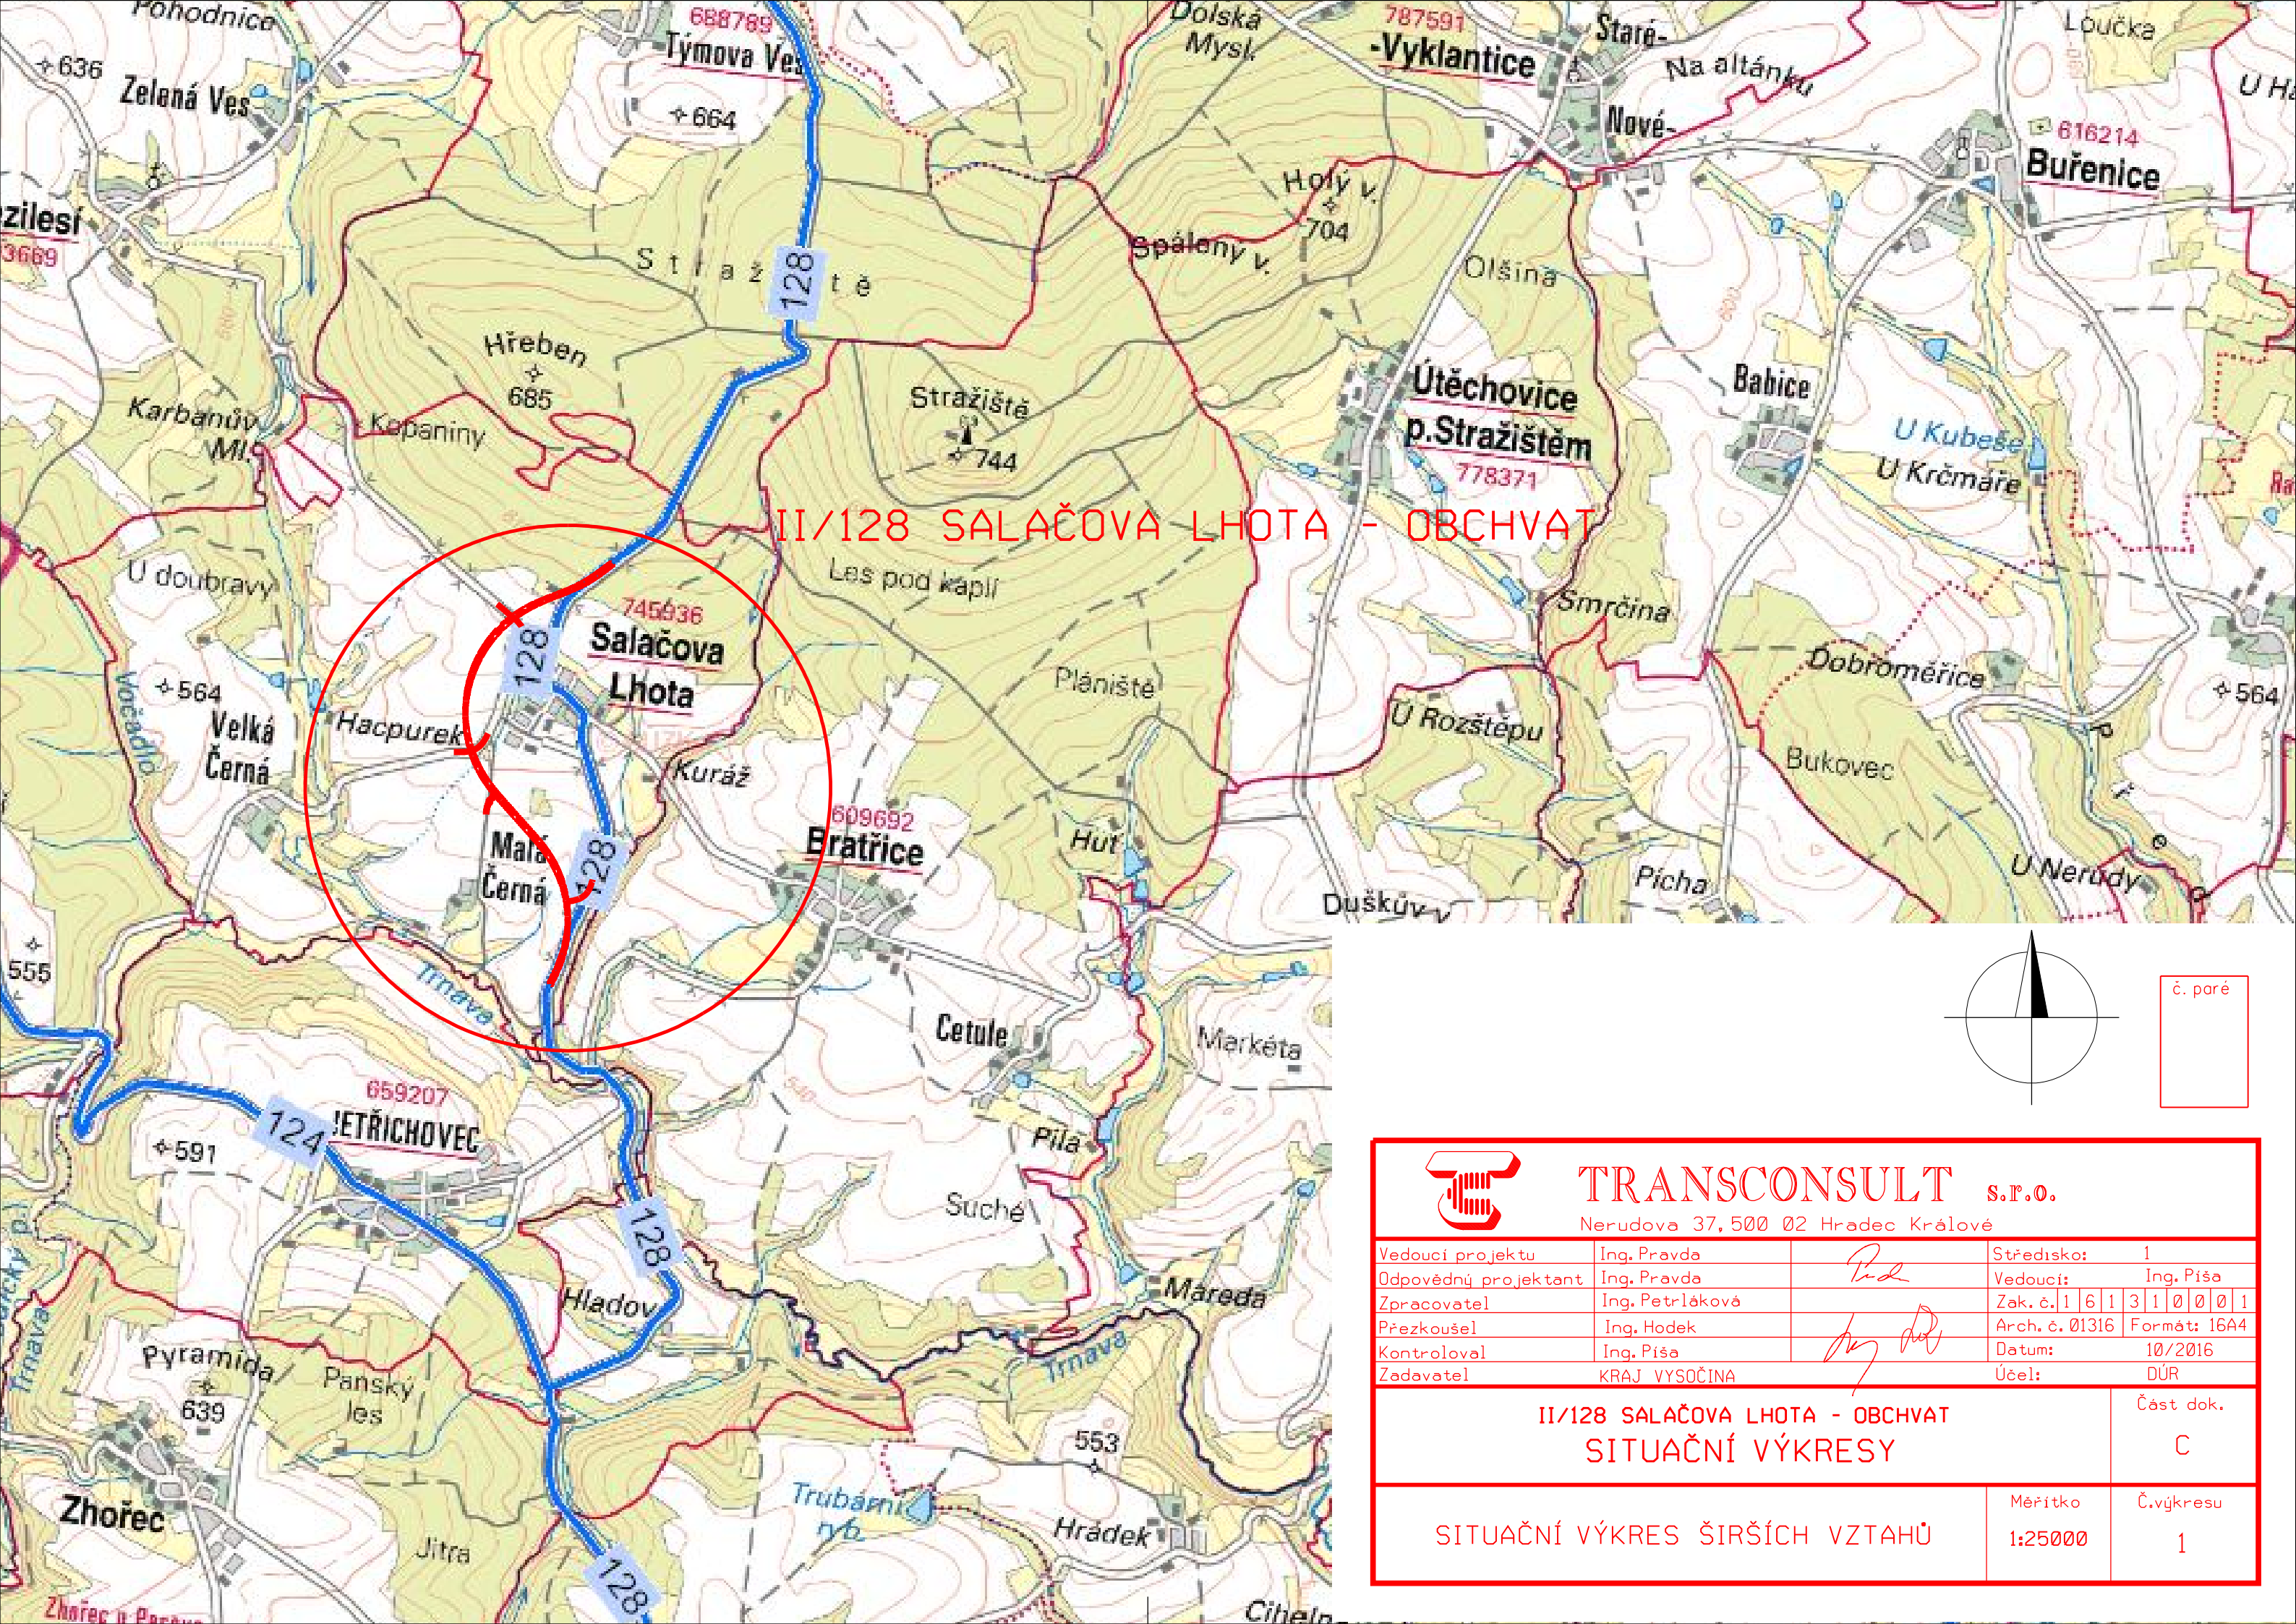 Pohodnice
688789
Týmova Ves
Dolská
Mysl.
787591
-Vyklantice
Staré-
Na altánku
Loučka
636
Zelená Ves
664
Nové-
616214
Buřenice
Holý v.
704
Spálený v.
Olšina
zilesí
3669
128
Hřeben
685
Stražiště
744
Útěchovice
p.Stražištěm
778371
Babice
U Kubeše
U Krčmáře
Karbanův
Ml.
Kopaniny
II/128 SALAČOVA LHOTA - OBCHVAT
U doubravy
Les pod kaplí
745936
Salačova
Lhota
128
Smrčina
Dobroměřice
564
Plániště
U Rozštěpu
Bukovec
Vočadlo
564
Velká
Černá
Hacpurek
Kuráž
609692
Bratřice
Huť
Malá
Černá
128
Pícha
U Nerudy
Duškův v
555
Trnava
Cetule
Markéta
č. paré
659207
124
591
Pila
Suché
128
Hladov
Mareda
Trnava
Trnava
Pyramida
639
Panský
les
553
Zhořec
Jitra
Trubární
ryb.
Hrádek
128
TRANSCONSULT s.r.o.
Nerudova 37, 500 02 Hradec Králové
Vedoucí projektu Ing. Pravda Středisko: 1
Odpovědný projektant Ing. Pravda Vedoucí: Ing. Píša
Zpracovatel Ing. Petrláková Zak. č. 1 6 1 3 1 0 0 0 1
Přezkoušel Ing. Hodek Arch. č. 01316 Formát: 16A4
Kontroloval Ing. Píša Datum: 10/2016
Zadavatel KRAJ VYSOČINA Účel: DÚR
II/128 SALAČOVA LHOTA - OBCHVAT
SITUAČNÍ VÝKRESY
Část dok.
C
SITUAČNÍ VÝKRES ŠIRŠÍCH VZTAHŮ
Měřítko
1:25000
Č.výkresu
1